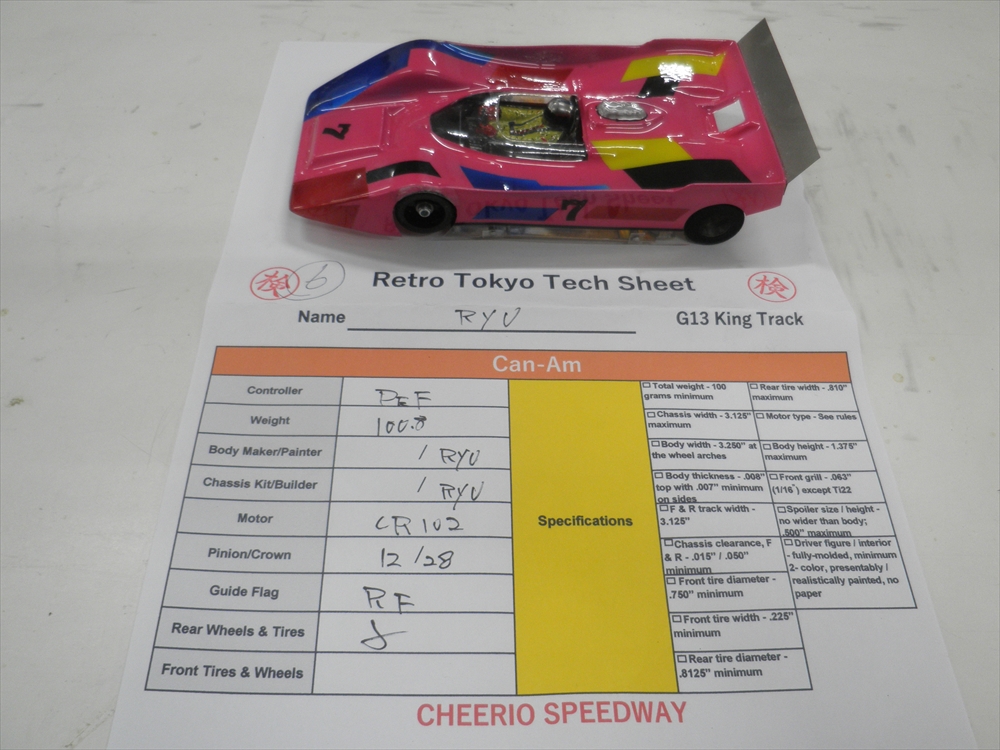 7
7
検 6 Retro Tokyo Tech Sheet 検
Name RYU G13 King Track
Can-Am
Controller PEF
Weight 100.8
Body Maker/Painter / RYU
Chassis Kit/Builder / RYU
Motor CR102
Pinion/Crown 12/28
Guide Flag
Rear Wheels & Tires
Front Tires & Wheels
Specifications
☐ Total weight - 100
grams minimum
☐ Chassis width - 3.125"
maximum
☐ Body width - 3.250" at
the wheel arches
☐ Body thickness - .008"
top with .007" minimum
on sides
☐ F & R track width -
3.125"
☐ Chassis clearance, F
& R - .015" / .050"
minimum
☐ Front tire diameter -
.750" minimum
☐ Front tire width - .225"
minimum
☐ Rear tire diameter -
.8125" minimum
☐ Rear tire width - .810"
maximum
☐ Motor type - See rules
☐ Body height - 1.375"
maximum
☐ Front grill - .063"
(1/16") except Ti22
☐ Spoiler size / height -
no wider than body;
.500" maximum
☐ Driver figure / interior
- fully-molded, minimum
2- color, presentably /
realistically painted, no
paper
CHEERIO SPEEDWAY